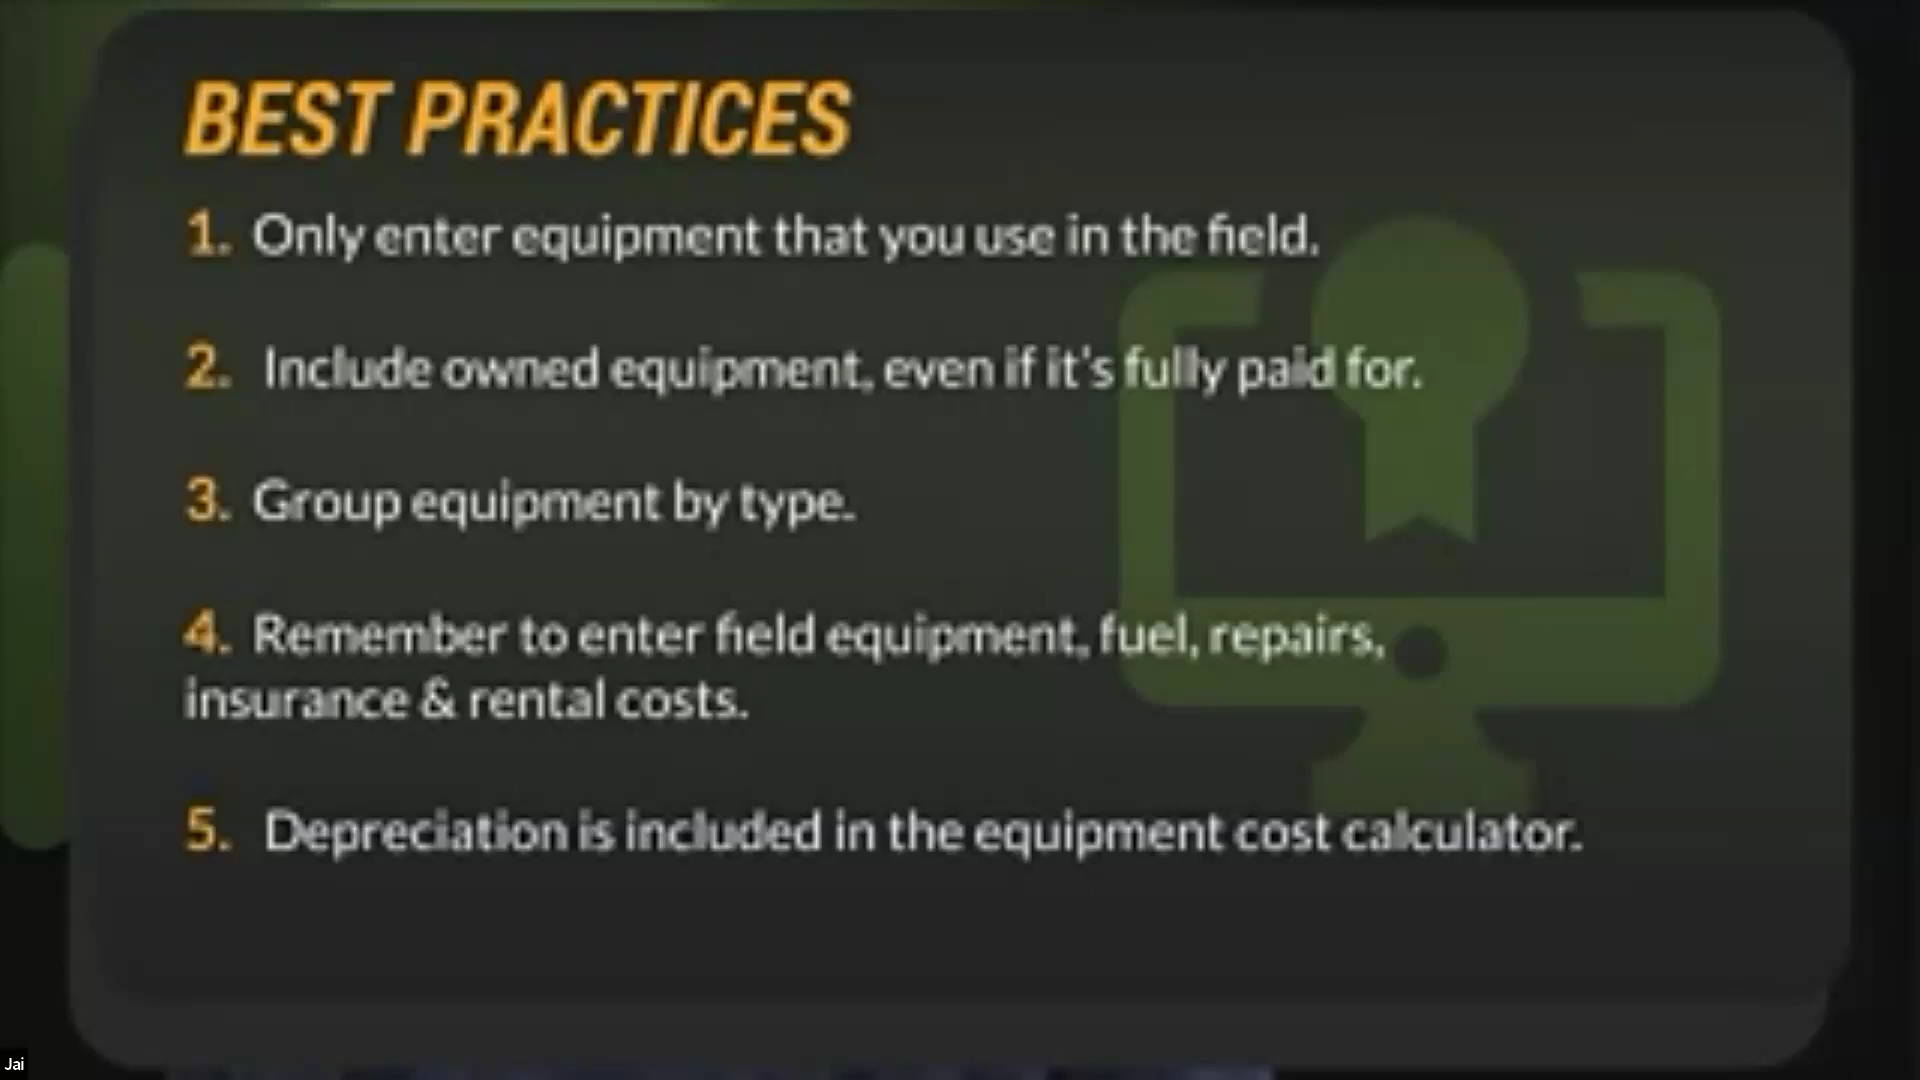 BEST PRACTICES
1. Only enter equipment that you use in the field.
2. Include owned equipment, even if it's fully paid for.
3. Group equipment by type.
4. Remember to enter field equipment, fuel, repairs,
insurance & rental costs.
5. Depreciation is included in the equipment cost calculator.
Jai